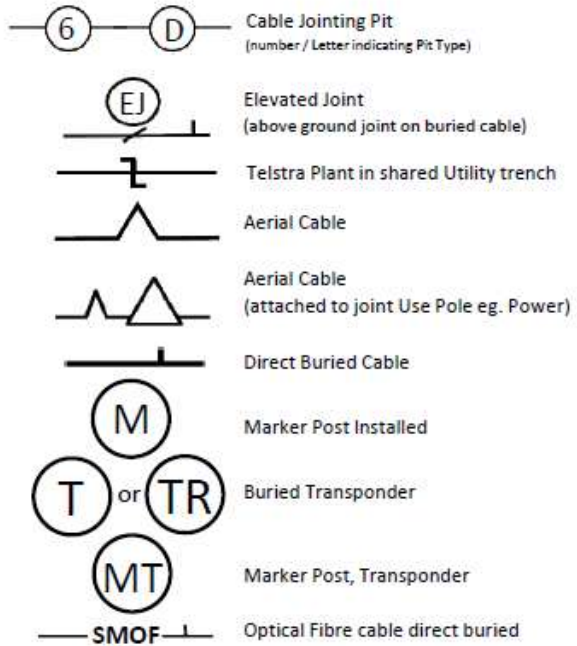 6 D Cable Jointing Pit
(number / Letter indicating Pit Type)
EJ Elevated Joint
(above ground joint on buried cable)
Telstra Plant in shared Utility trench
Aerial Cable
Aerial Cable
(attached to joint Use Pole eg. Power)
Direct Buried Cable
M Marker Post Installed
T or TR Buried Transponder
MT Marker Post, Transponder
SMOF Optical Fibre cable direct buried